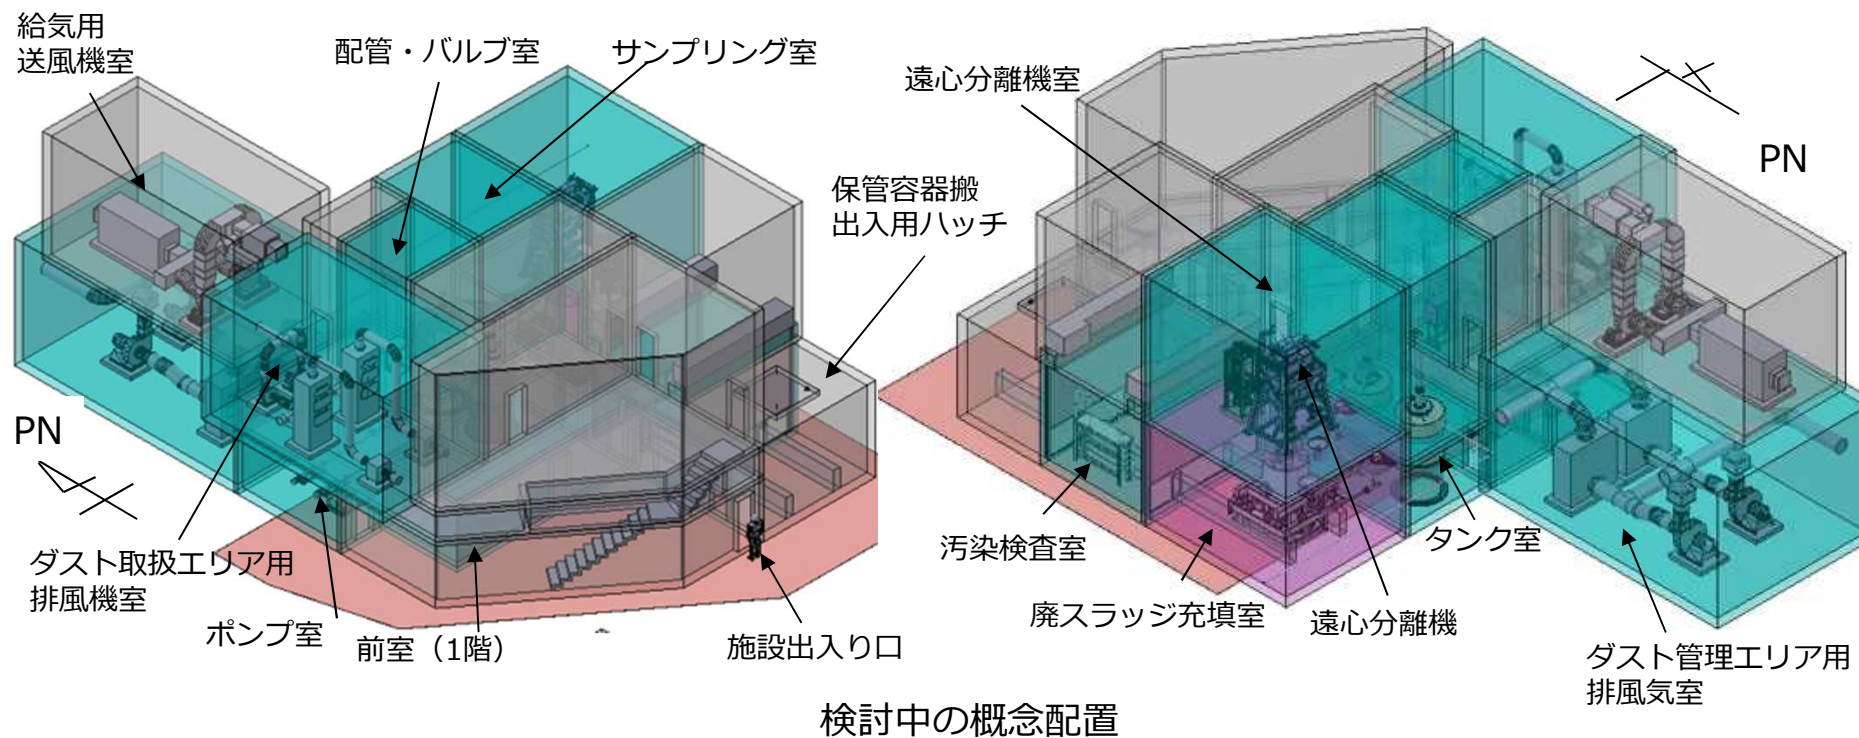 給気用
送風機室
配管・バルブ室
サンプリング室
保管容器搬
出入用ハッチ
PN
ダスト取扱エリア用
排風機室
ポンプ室
前室（1階）
施設出入り口
遠心分離機室
PN
汚染検査室
廃スラッジ充填室
遠心分離機
タンク室
ダスト管理エリア用
排風気室
検討中の概念配置